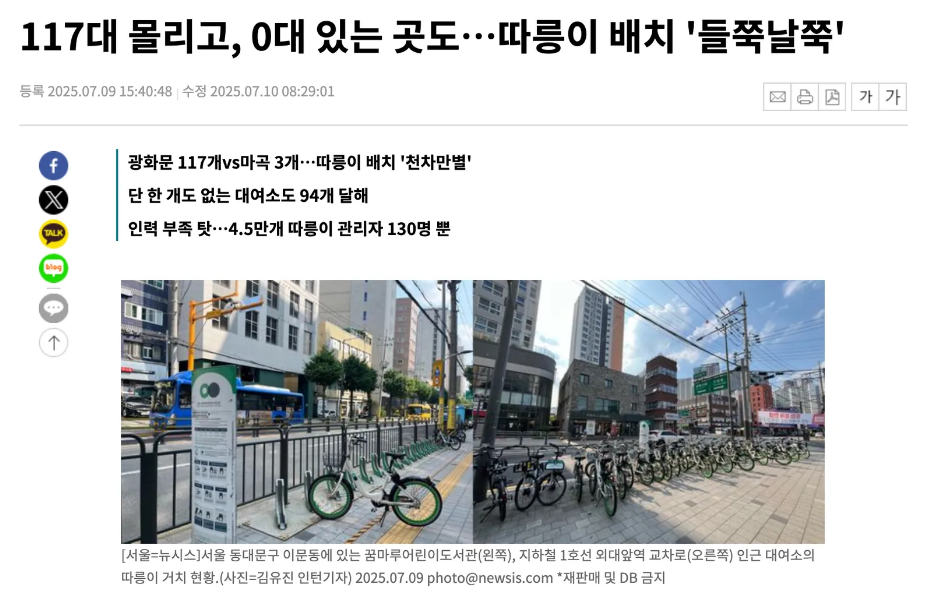 117대 몰리고, 0대 있는 곳도…따릉이 배치 '들쭉날쭉'
등록 2025.07.09 15:40:48 | 수정 2025.07.10 08:29:01
가 가
광화문 117개vs마곡 3개…따릉이 배치 '천차만별'
단 한 개도 없는 대여소도 94개 달해
인력 부족 탓…4.5만개 따릉이 관리자 130명 뿐
f
X
TALK
blog
[서울=뉴시스]서울 동대문구 이문동에 있는 꿈마루어린이도서관(왼쪽), 지하철 1호선 외대앞역 교차로(오른쪽) 인근 대여소의
따릉이 거치 현황.(사진=김유진 인턴기자) 2025.07.09 photo@newsis.com *재판매 및 DB 금지